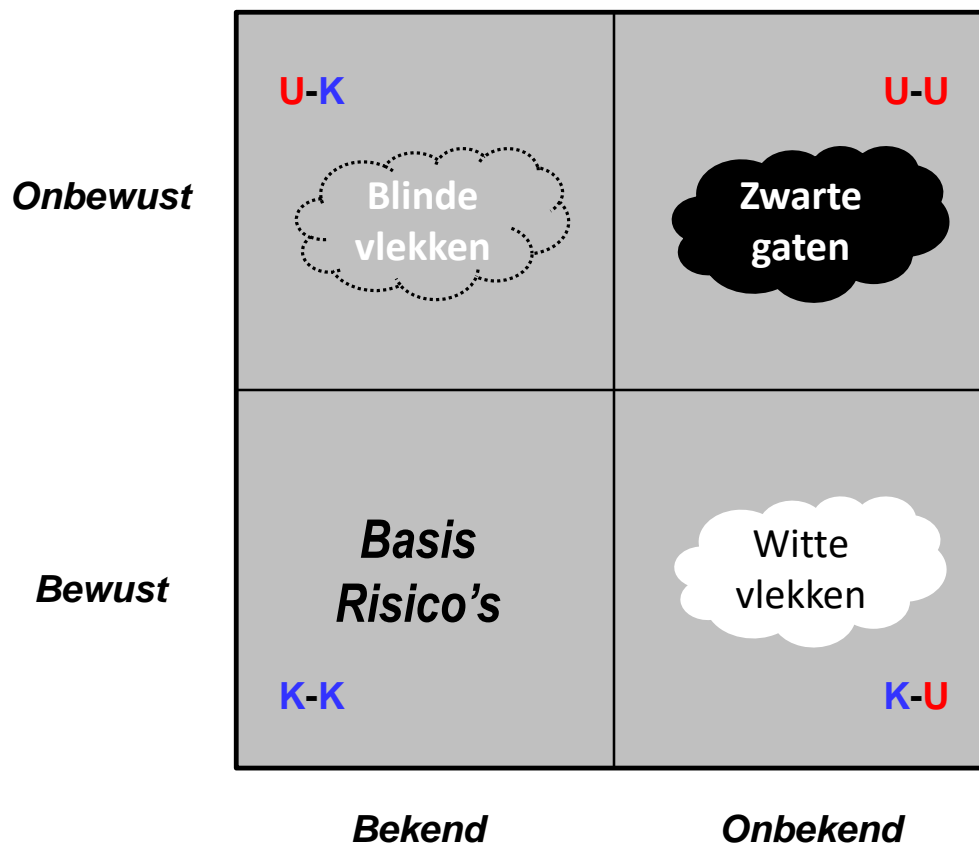 U-K
U-U
Onbewust
Blinde
vlekken
Zwarte
gaten
Bewust
Basis
Risico's
Witte
vlekken
K-K
K-U
Bekend
Onbekend